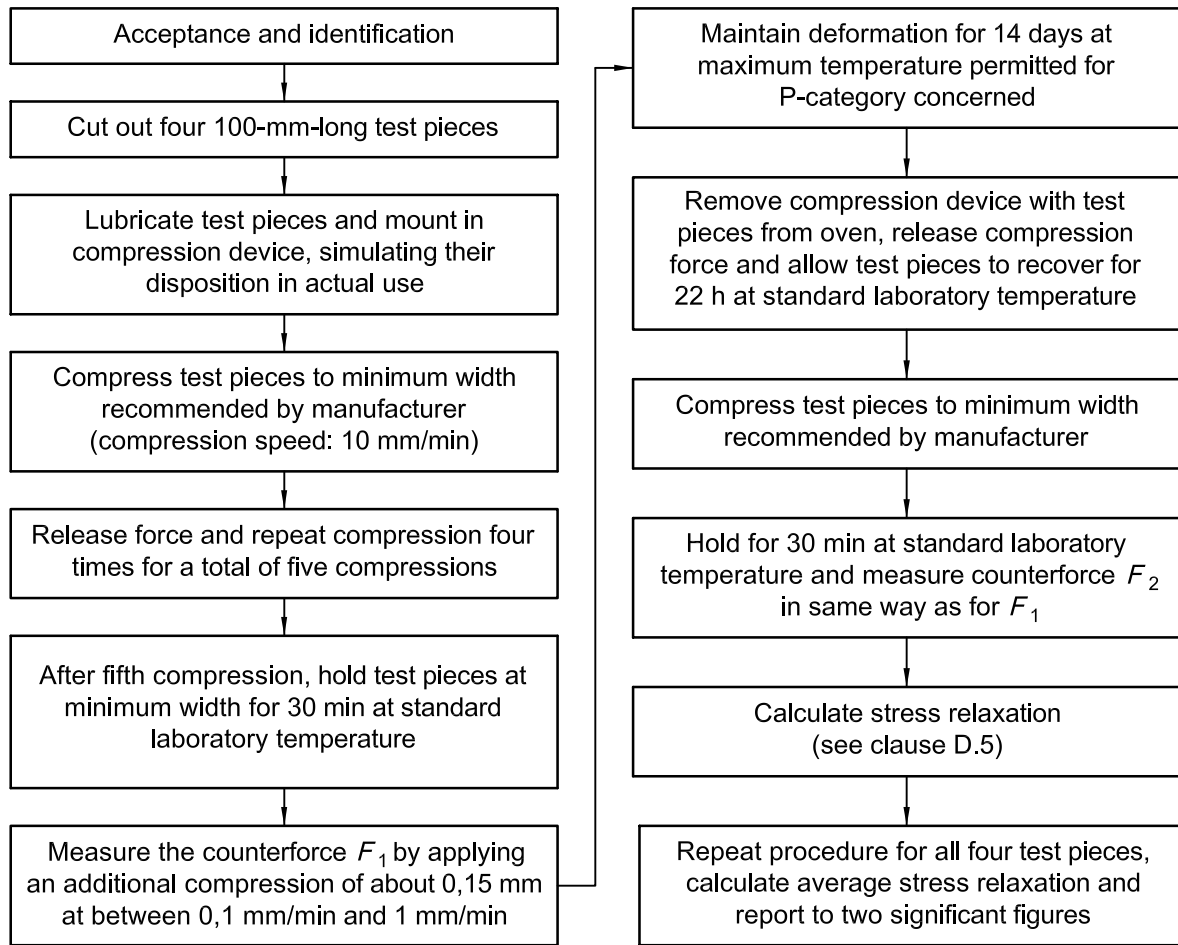 Acceptance and identification
Cut out four 100-mm-long test pieces
Lubricate test pieces and mount in
compression device, simulating their
disposition in actual use
Compress test pieces to minimum width
recommended by manufacturer
(compression speed: 10 mm/min)
Release force and repeat compression four
times for a total of five compressions
After fifth compression, hold test pieces at
minimum width for 30 min at standard
laboratory temperature
Measure the counterforce F1 by applying
an additional compression of about 0,15 mm
at between 0,1 mm/min and 1 mm/min
Maintain deformation for 14 days at
maximum temperature permitted for
P-category concerned
Remove compression device with test
pieces from oven, release compression
force and allow test pieces to recover for
22 h at standard laboratory temperature
Compress test pieces to minimum width
recommended by manufacturer
Hold for 30 min at standard laboratory
temperature and measure counterforce F2
in same way as for F1
Calculate stress relaxation
(see clause D.5)
Repeat procedure for all four test pieces,
calculate average stress relaxation and
report to two significant figures